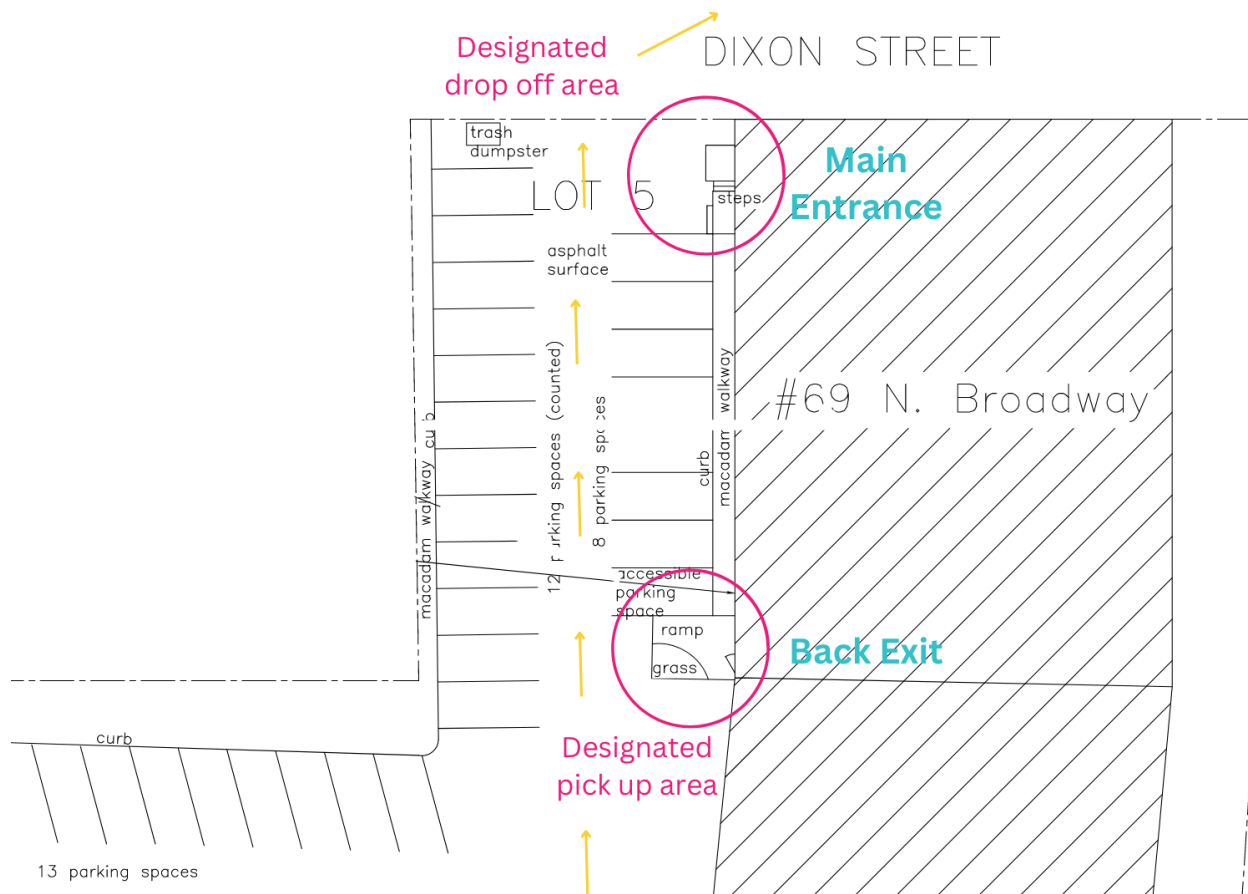 Designated
drop off area
DIXON STREET
trash
dumpster
LOT 5
steps
Main
Entrance
asphalt
surface
macadam walkway curb
12 parking spaces (counted)
8 parking spaces
curb
macadam walkway
#69 N. Broadway
accessible
parking
space
ramp
grass
Back Exit
curb
Designated
pick up area
13 parking spaces